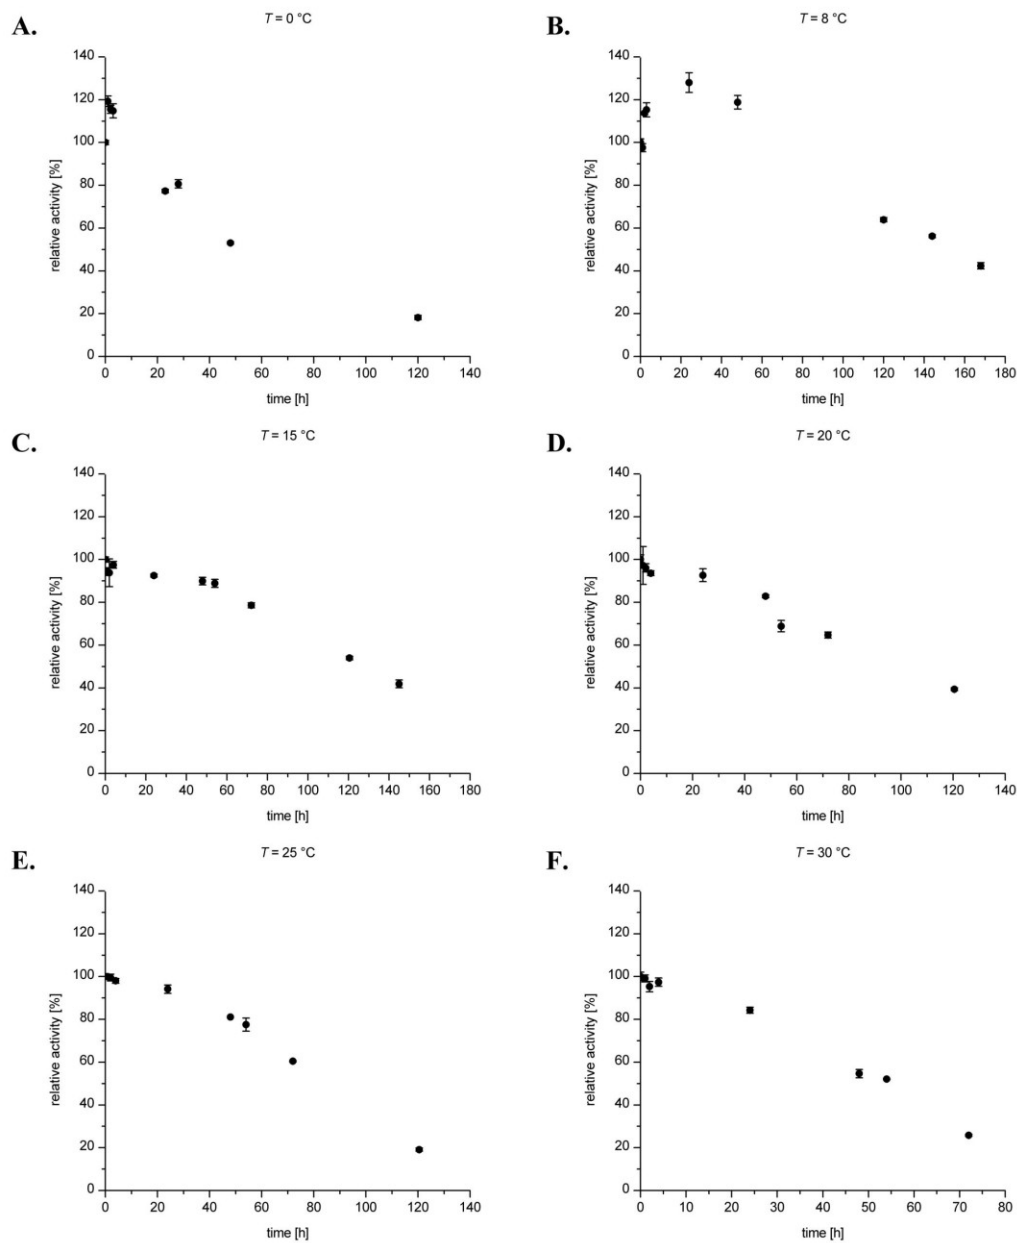 A.
T = 0 °C
140
120
100
80
60
40
20
0
relative activity [%]
0 20 40 60 80 100 120 140
time [h]
B.
T = 8 °C
140
120
100
80
60
40
20
0
relative activity [%]
0 20 40 60 80 100 120 140 160 180
time [h]
C.
T = 15 °C
140
120
100
80
60
40
20
0
relative activity [%]
0 20 40 60 80 100 120 140 160 180
time [h]
D.
T = 20 °C
140
120
100
80
60
40
20
0
relative activity [%]
0 20 40 60 80 100 120 140
time [h]
E.
T = 25 °C
140
120
100
80
60
40
20
0
relative activity [%]
0 20 40 60 80 100 120 140
time [h]
F.
T = 30 °C
140
120
100
80
60
40
20
0
relative activity [%]
0 10 20 30 40 50 60 70 80
time [h]